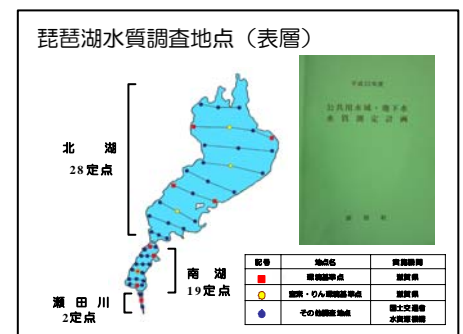 琵琶湖水質調査地点（表層）
平成22年度
公共用水域・地下水
水質測定計画
滋賀県
北 湖
28定点
南 湖
19定点
瀬田川
2定点
記号 地点名 実施機関
環境基準点 滋賀県
窒素・りん環境基準点 滋賀県
その他調査地点 国土交通省
水資源機構